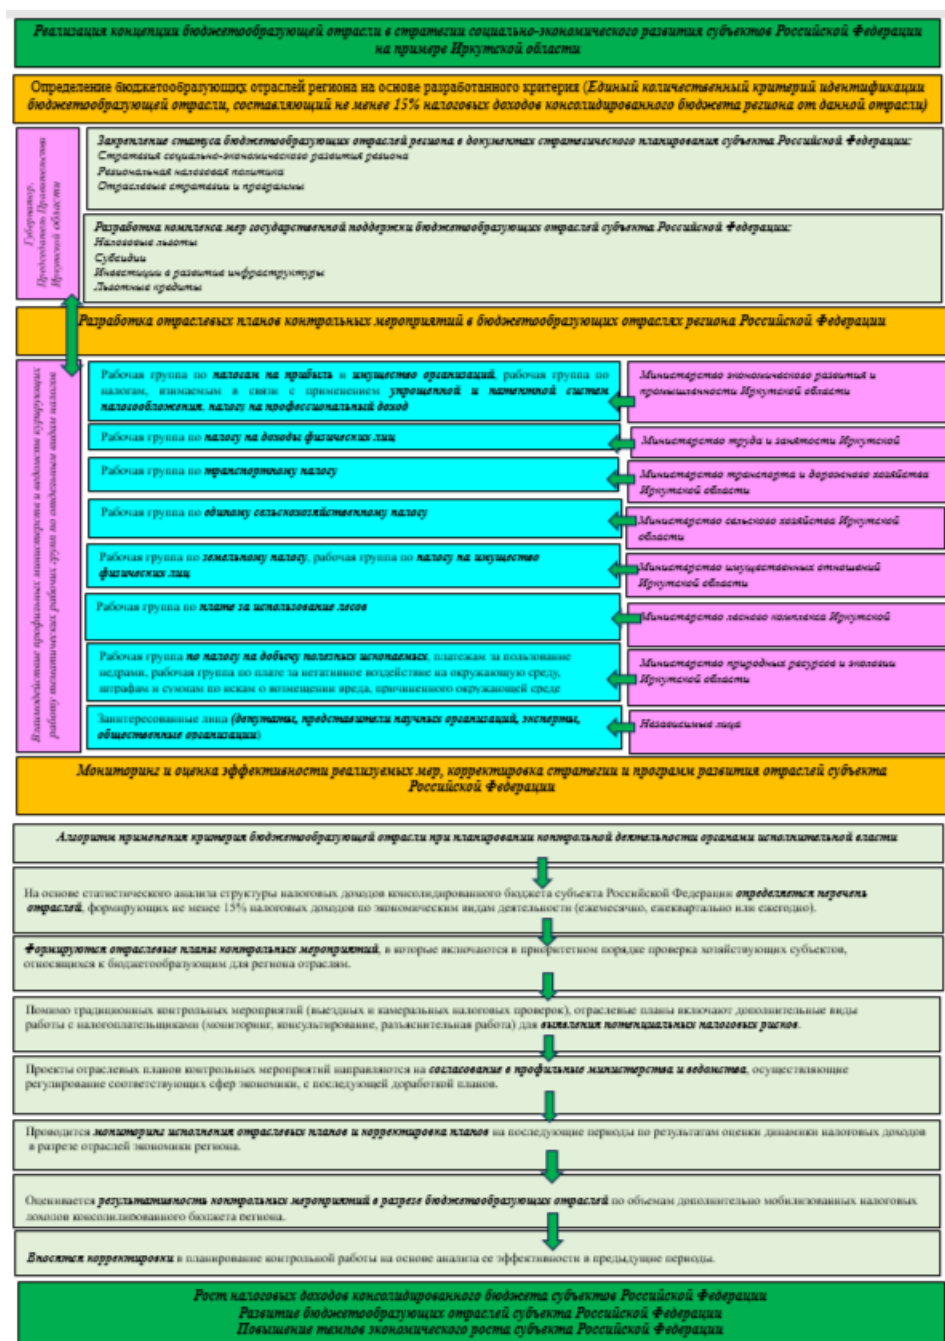 Реализация концепции бюджетообразующей отрасли в стратегии социально-экономического развития субъектов Российской Федерации
на примере Иркутской области
Определение бюджетообразующих отраслей региона на основе разработанного критерия (Единый количественный критерий идентификации
бюджетообразующей отрасли, составляющий не менее 15% налоговых доходов консолидированного бюджета региона от данной отрасли)
Губернатор,
Председатель Правительства
Иркутской области
Закрепление статуса бюджетообразующих отраслей региона в документах стратегического планирования субъекта Российской Федерации:
Стратегия социально-экономического развития региона
Региональная налоговая политика
Отраслевые стратегии и программы
Разработка комплекса мер государственной поддержки бюджетообразующих отраслей субъекта Российской Федерации:
Налоговые льготы
Субсидии
Инвестиции в развитие инфраструктуры
Льготные кредиты
Разработка отраслевых планов контрольных мероприятий в бюджетообразующих отраслях региона Российской Федерации
Взаимодействие профильных министерств и ведомств курирующих
работу тематических рабочих групп по отдельным видам налогов
Рабочая группа по налогам на прибыль и имущество организаций, рабочая группа по
налогам, взимаемым в связи с применением упрощенной и патентной систем
налогообложения, налогу на профессиональный доход
Министерство экономического развития и
промышленности Иркутской области
Рабочая группа по налогу на доходы физических лиц
Министерство труда и занятости Иркутской
Рабочая группа по транспортному налогу
Министерство транспорта и дорожного хозяйства
Иркутской области
Рабочая группа по единому сельскохозяйственному налогу
Министерство сельского хозяйства Иркутской
области
Рабочая группа по земельному налогу, рабочая группа по налогу на имущество
физических лиц
Министерство имущественных отношений
Иркутской области
Рабочая группа по плате за использование лесов
Министерство лесного комплекса Иркутской
Рабочая группа по налогу на добычу полезных ископаемых, платежам за пользование
недрами, рабочая группа по плате за негативное воздействие на окружающую среду,
штрафам и суммам по искам о возмещении вреда, причиненного окружающей среде
Министерство природных ресурсов и экологии
Иркутской области
Заинтересованные лица (депутаты, представители научных организаций, эксперты,
общественные организации)
Независимые лица
Мониторинг и оценка эффективности реализуемых мер, корректировка стратегии и программ развития отраслей субъекта
Российской Федерации
Алгоритм применения критерия бюджетообразующей отрасли при планировании контрольной деятельности органами исполнительной власти
На основе статистического анализа структуры налоговых доходов консолидированного бюджета субъекта Российской Федерации определяется перечень
отраслей, формирующих не менее 15% налоговых доходов по экономическим видам деятельности (ежемесячно, ежеквартально или ежегодно).
Формируются отраслевые планы контрольных мероприятий, в которые включаются в приоритетном порядке проверка хозяйствующих субъектов,
относящихся к бюджетообразующим для региона отраслям.
Помимо традиционных контрольных мероприятий (выездных и камеральных налоговых проверок), отраслевые планы включают дополнительные виды
работы с налогоплательщиками (мониторинг, консультирование, разъяснительная работа) для выявления потенциальных налоговых рисков.
Проекты отраслевых планов контрольных мероприятий направляются на согласование в профильные министерства и ведомства, осуществляющие
регулирование соответствующих сфер экономики, с последующей доработкой планов.
Проводится мониторинг исполнения отраслевых планов и корректировка планов на последующие периоды по результатам оценки динамики налоговых доходов
в разрезе отраслей экономики региона.
Оценивается результативность контрольных мероприятий в разрезе бюджетообразующих отраслей по объемам дополнительно мобилизованных налоговых
доходов консолидированного бюджета региона.
Вносятся корректировки в планирование контрольной работы на основе анализа ее эффективности в предыдущие периоды.
Рост налоговых доходов консолидированного бюджета субъектов Российской Федерации
Развитие бюджетообразующих отраслей субъекта Российской Федерации
Повышение темпов экономического роста субъекта Российской Федерации